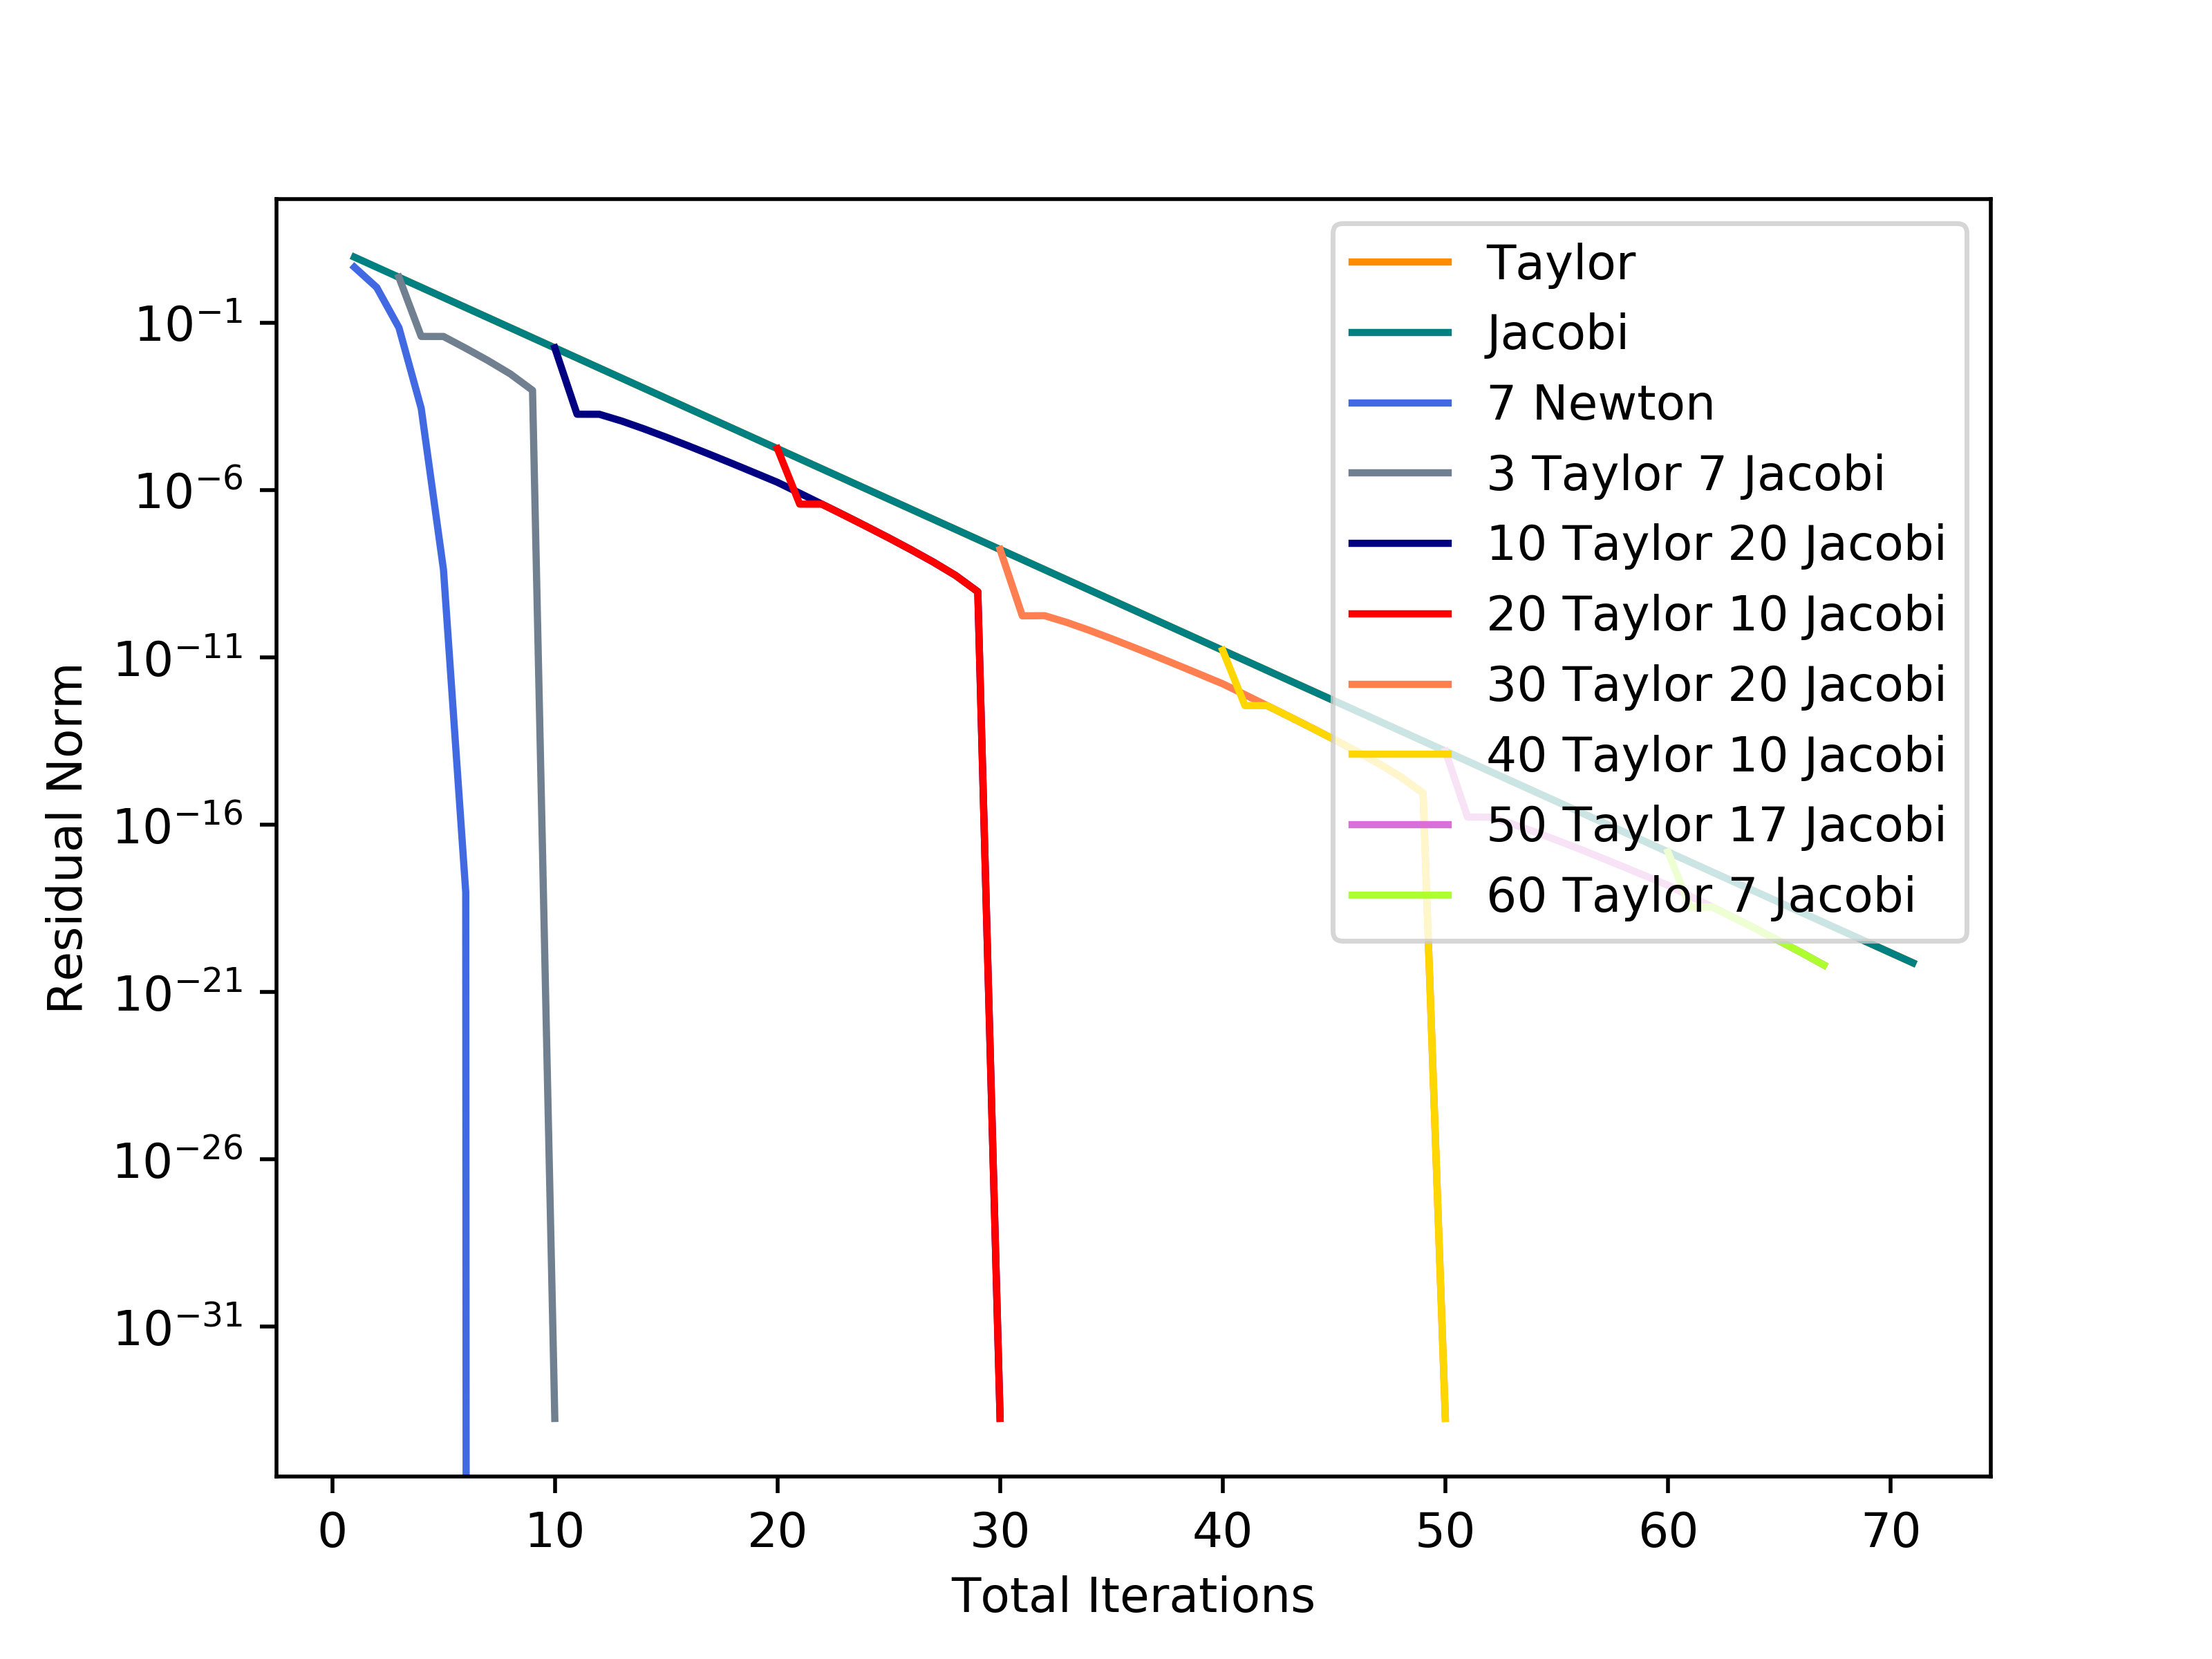 Taylor
Jacobi
7 Newton
3 Taylor 7 Jacobi
10 Taylor 20 Jacobi
20 Taylor 10 Jacobi
30 Taylor 20 Jacobi
40 Taylor 10 Jacobi
50 Taylor 17 Jacobi
60 Taylor 7 Jacobi
10⁻¹
10⁻⁶
10⁻¹¹
10⁻¹⁶
10⁻²¹
10⁻²⁶
10⁻³¹
Residual Norm
0 10 20 30 40 50 60 70
Total Iterations